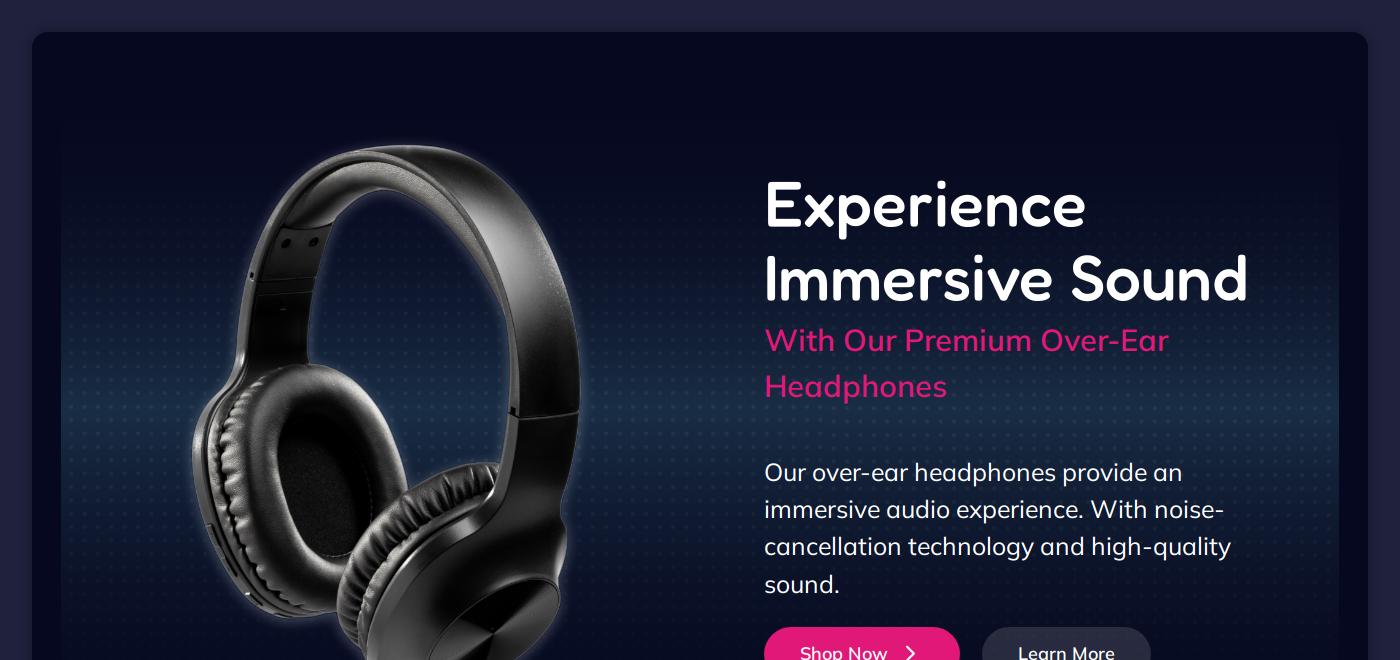 Experience
Immersive Sound
With Our Premium Over-Ear
Headphones
Our over-ear headphones provide an
immersive audio experience. With noise-
cancellation technology and high-quality
sound.
Shop Now
Learn More